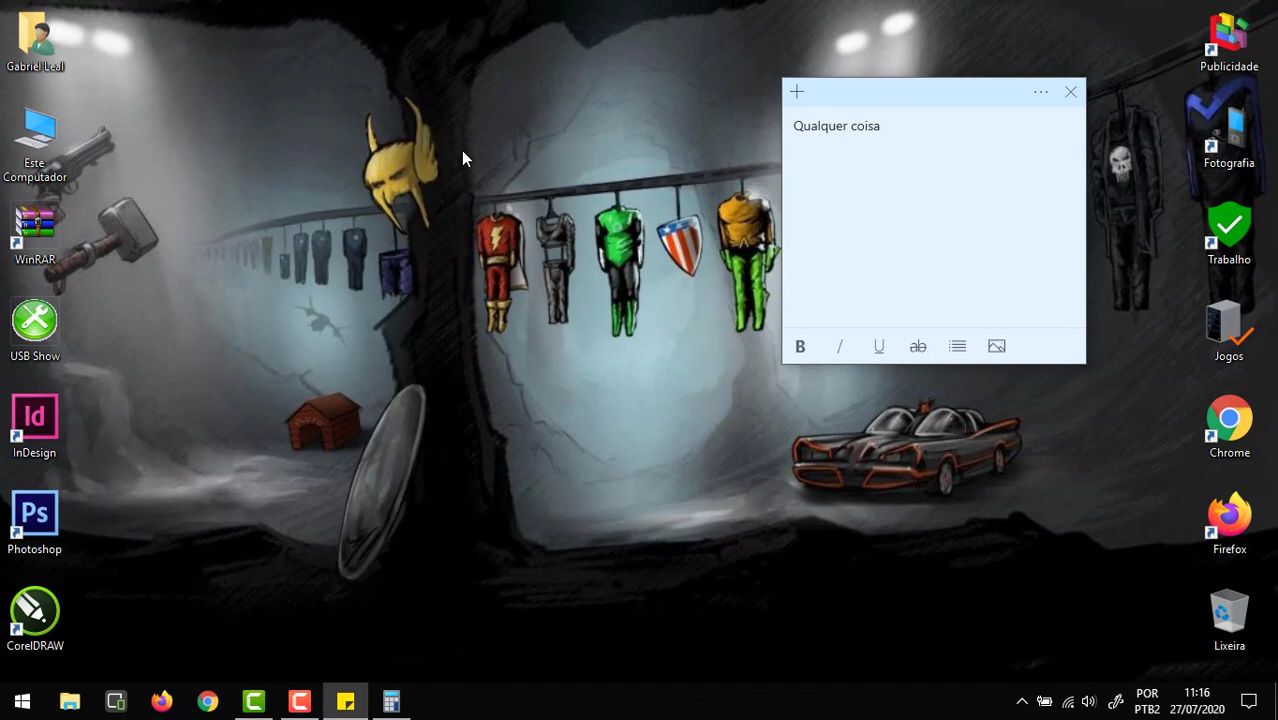 Gabriel Leal
Este
Computador
WinRAR
USB Show
Id
InDesign
Ps
Photoshop
CorelDRAW
Qualquer coisa
B / U ab
Publicidade
Fotografia
Trabalho
Jogos
Chrome
Firefox
Lixeira
POR
PTB2
11:16
27/07/2020